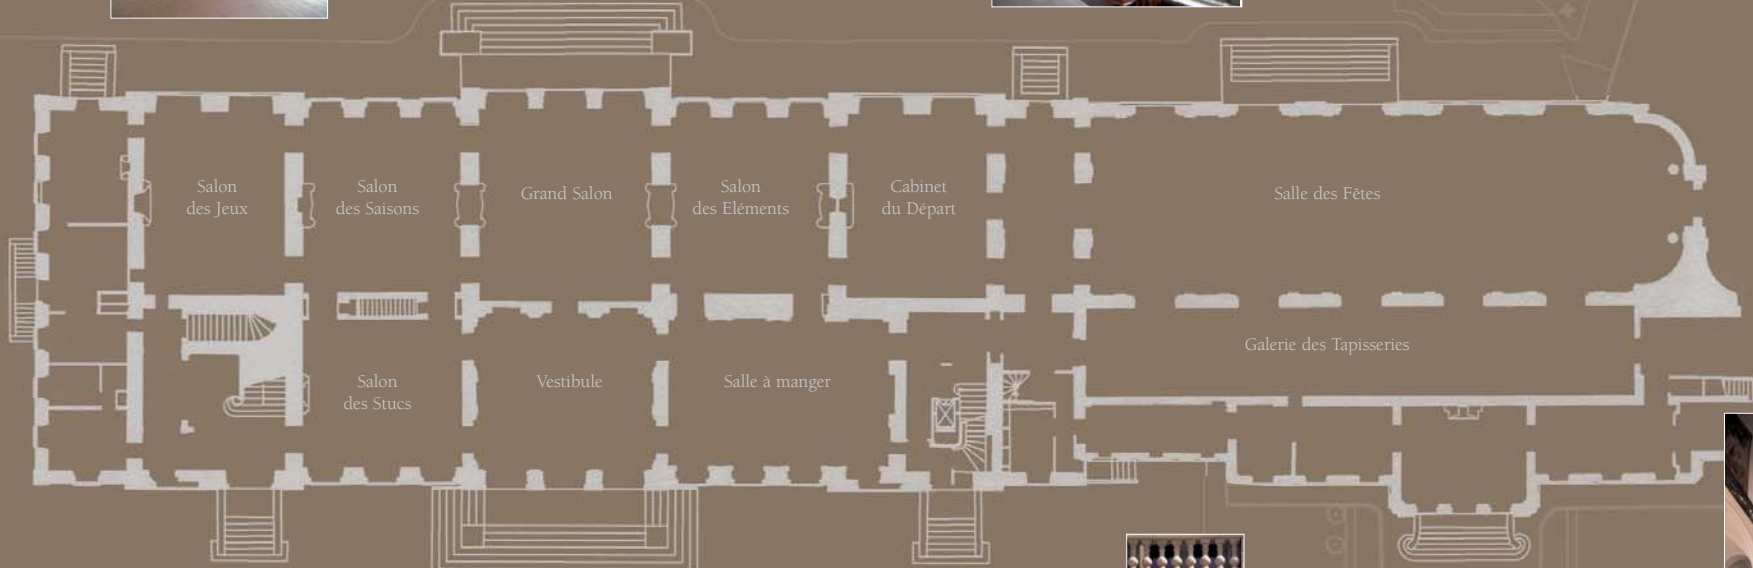 Salon
des Jeux
Salon
des Saisons
Grand Salon
Salon
des Eléments
Cabinet
du Départ
Salle des Fêtes
Galerie des Tapisseries
Salon
des Stucs
Vestibule
Salle à manger